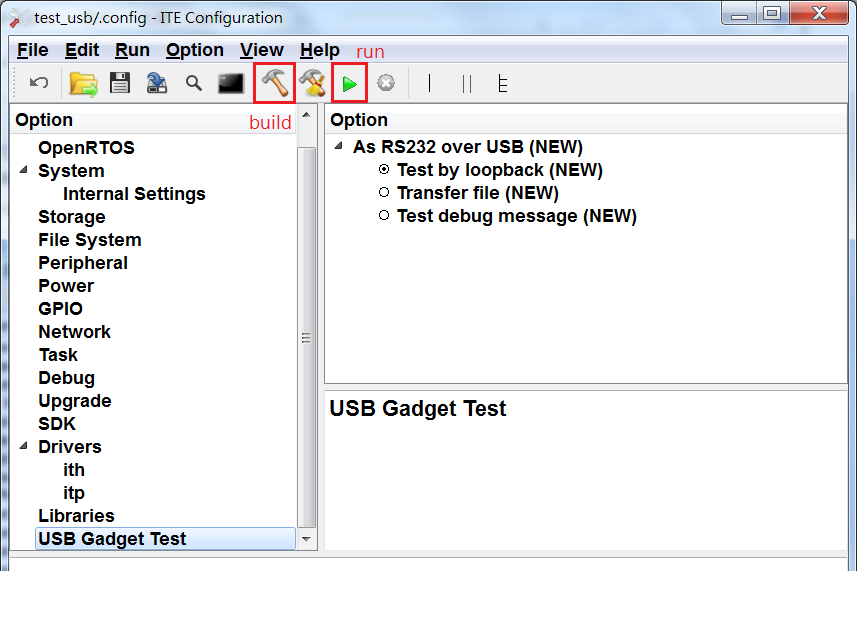 test_usb/.config - ITE Configuration
File Edit Run Option View Help run
Option build
OpenRTOS
System
Internal Settings
Storage
File System
Peripheral
Power
GPIO
Network
Task
Debug
Upgrade
SDK
Drivers
ith
itp
Libraries
USB Gadget Test
Option
As RS232 over USB (NEW)
Test by loopback (NEW)
Transfer file (NEW)
Test debug message (NEW)
USB Gadget Test